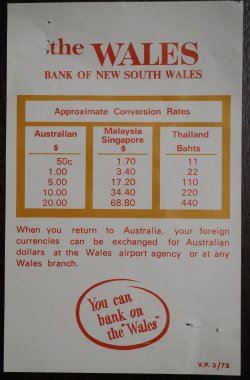 the WALES
BANK OF NEW SOUTH WALES
Approximate Conversion Rates
Australian Malaysia Singapore Thailand
$ $ Bahts
50c 1.70 11
1.00 3.40 22
5.00 17.20 110
10.00 34.40 220
20.00 68.80 440
When you return to Australia, your foreign
currencies can be exchanged for Australian
dollars at the Wales airport agency or at any
Wales branch.
You can
bank on
the "Wales"
V.P. 3/73